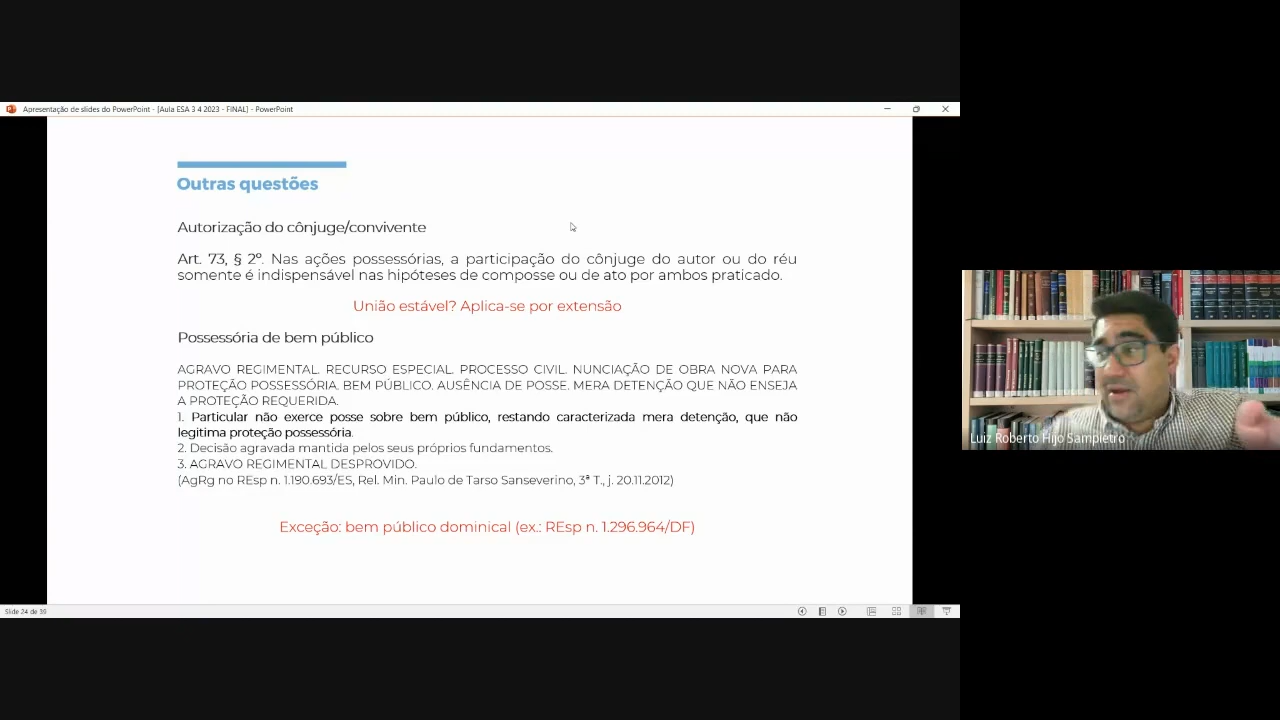 Apresentação de slides do PowerPoint - [Aula ESA 3 4 2023 - FINAL] - PowerPoint
Outras questões
Autorização do cônjuge/convivente
Art. 73, § 2º. Nas ações possessórias, a participação do cônjuge do autor ou do réu
somente é indispensável nas hipóteses de composse ou de ato por ambos praticado.
União estável? Aplica-se por extensão
Possessória de bem público
AGRAVO REGIMENTAL. RECURSO ESPECIAL. PROCESSO CIVIL. NUNCIAÇÃO DE OBRA NOVA PARA
PROTEÇÃO POSSESSÓRIA. BEM PÚBLICO. AUSÊNCIA DE POSSE. MERA DETENÇÃO QUE NÃO ENSEJA
A PROTEÇÃO REQUERIDA.
1. Particular não exerce posse sobre bem público, restando caracterizada mera detenção, que não
legitima proteção possessória.
2. Decisão agravada mantida pelos seus próprios fundamentos.
3. AGRAVO REGIMENTAL DESPROVIDO.
(AgRg no REsp n. 1.190.693/ES, Rel. Min. Paulo de Tarso Sanseverino, 3ª T., j. 20.11.2012)
Exceção: bem público dominical (ex.: REsp n. 1.296.964/DF)
Slide 24 de 39
Luiz Roberto Hijo Sampietro